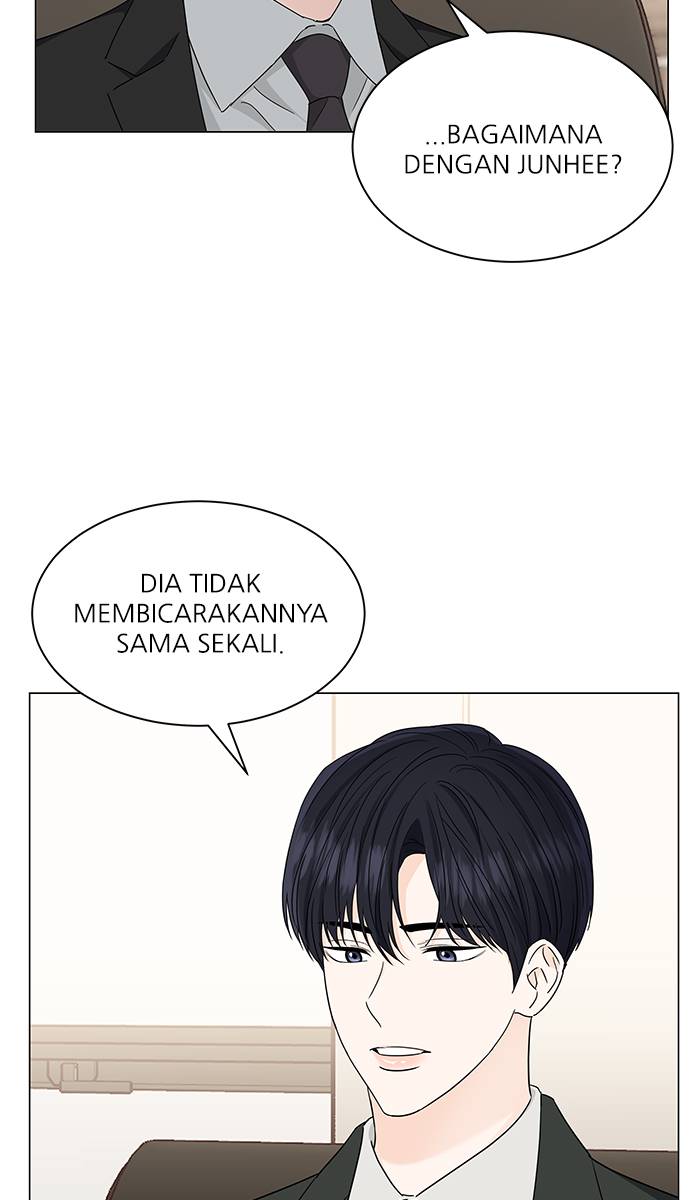 ...BAGAIMANA
DENGAN JUNHEE?
DIA TIDAK
MEMBICARAKANNYA
SAMA SEKALI.